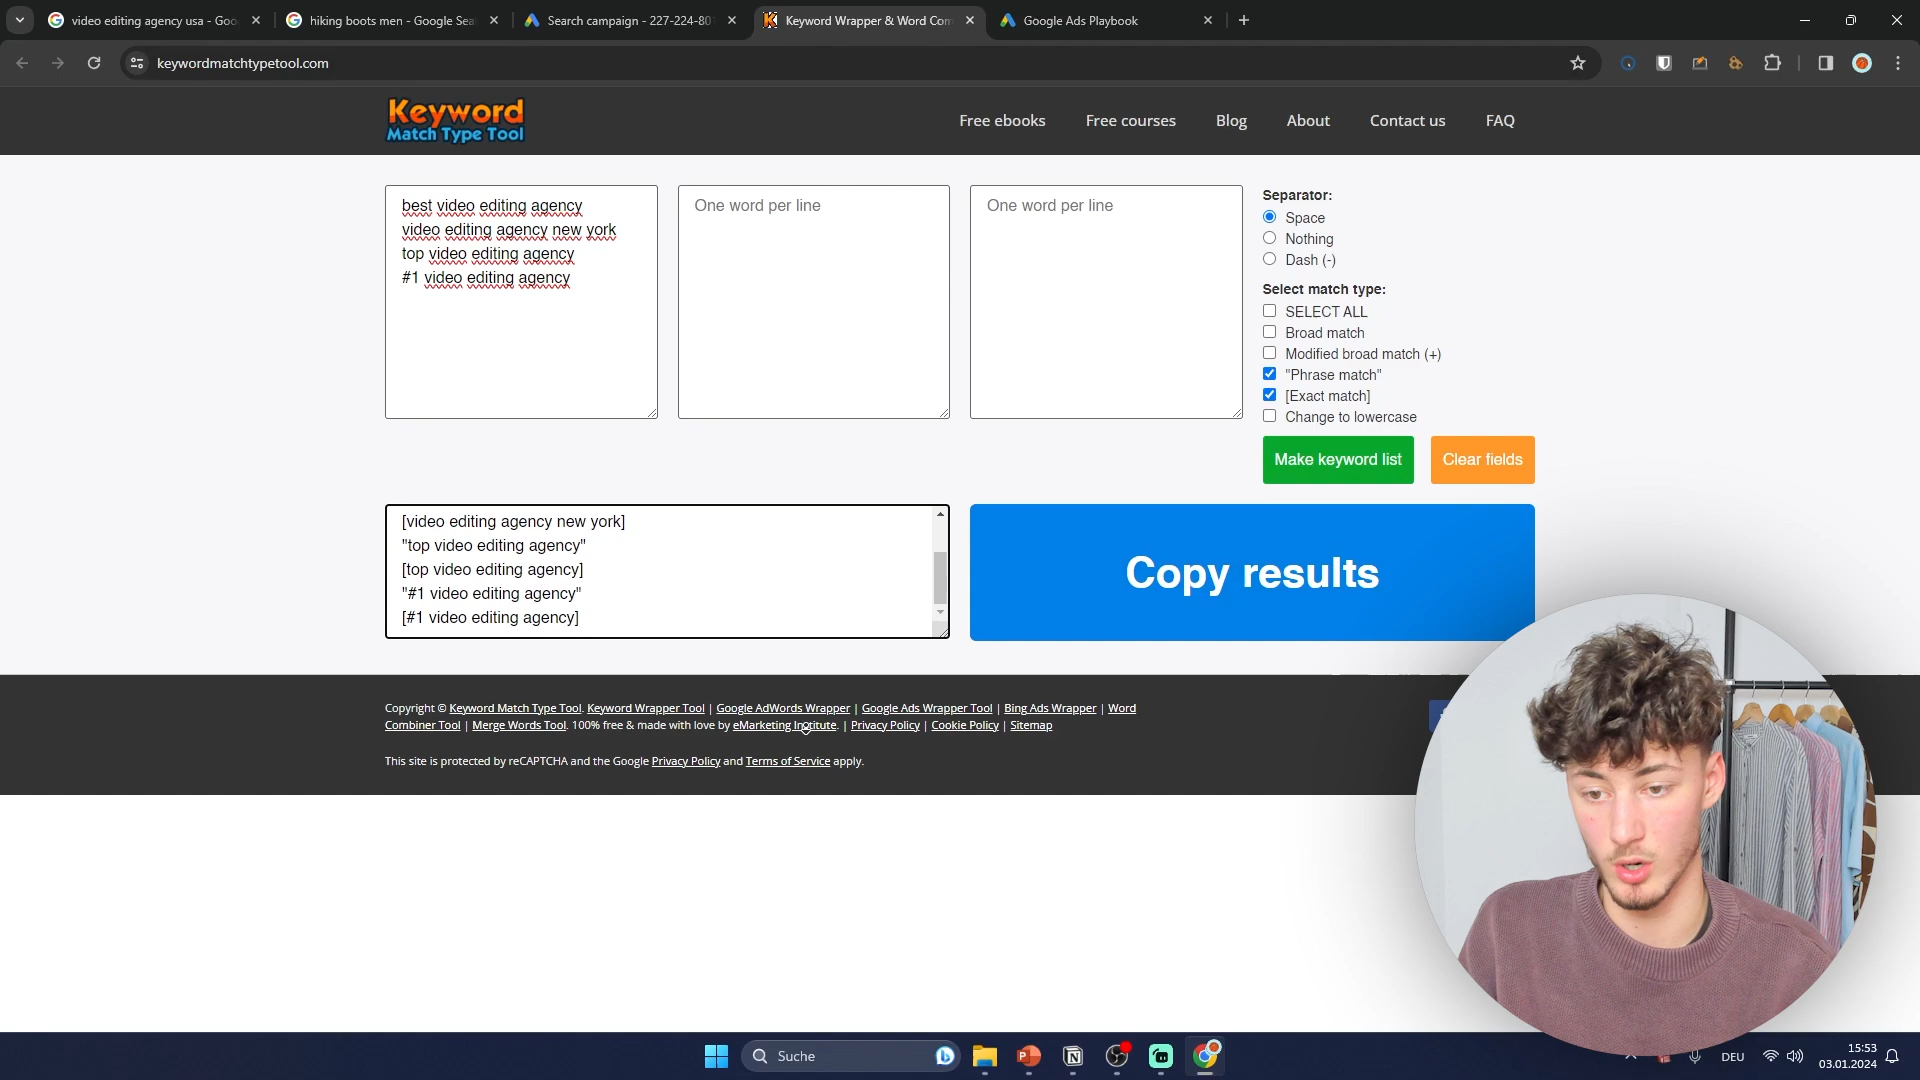 video editing agency usa - Goo
hiking boots men - Google Sea
Search campaign - 227-224-80
Keyword Wrapper & Word Com
Google Ads Playbook
keywordmatchtypetool.com
Keyword
Match Type Tool
Free ebooks
Free courses
Blog
About
Contact us
FAQ
best video editing agency
video editing agency new york
top video editing agency
#1 video editing agency
One word per line
One word per line
Separator:
Space
Nothing
Dash (-)
Select match type:
SELECT ALL
Broad match
Modified broad match (+)
"Phrase match"
[Exact match]
Change to lowercase
Make keyword list
Clear fields
[video editing agency new york]
"top video editing agency"
[top video editing agency]
"#1 video editing agency"
[#1 video editing agency]
Copy results
Copyright © Keyword Match Type Tool. Keyword Wrapper Tool | Google AdWords Wrapper | Google Ads Wrapper Tool | Bing Ads Wrapper | Word
Combiner Tool | Merge Words Tool. 100% free & made with love by eMarketing Institute. | Privacy Policy | Cookie Policy | Sitemap
This site is protected by reCAPTCHA and the Google Privacy Policy and Terms of Service apply.
Suche
DEU
15:53
03.01.2024